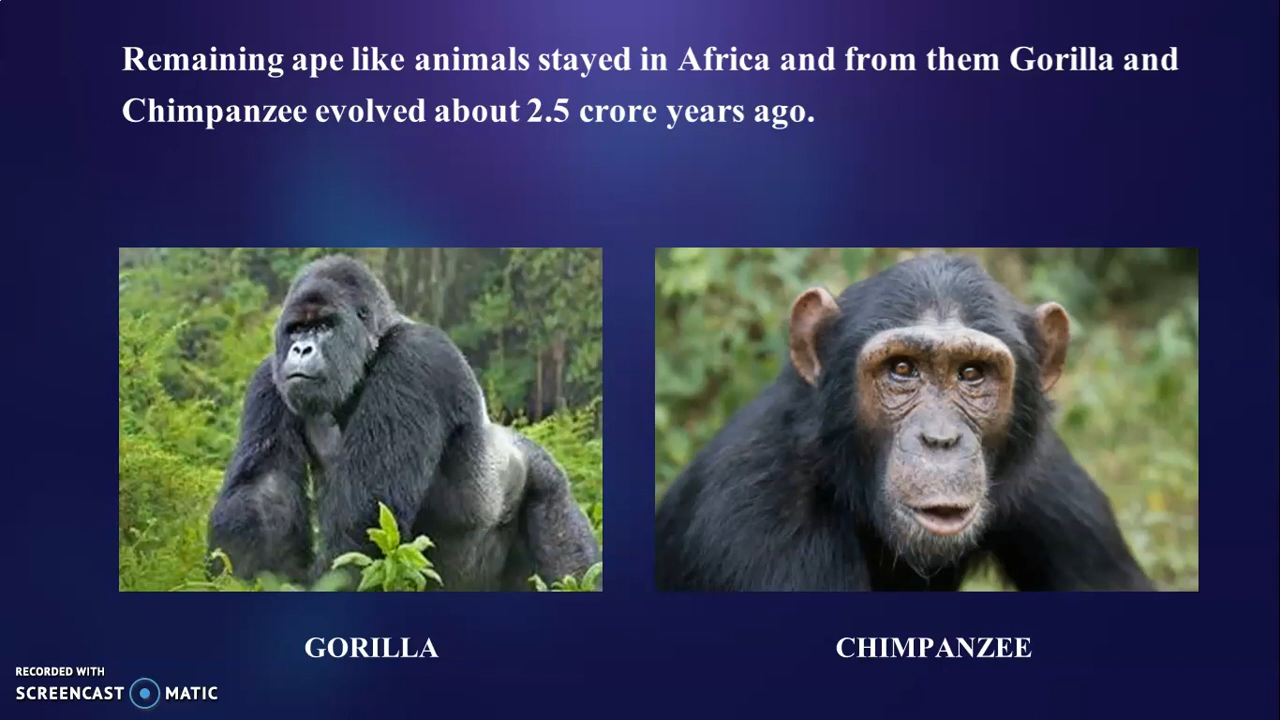 Remaining ape like animals stayed in Africa and from them Gorilla and
Chimpanzee evolved about 2.5 crore years ago.
GORILLA
CHIMPANZEE
RECORDED WITH
SCREENCAST MATIC